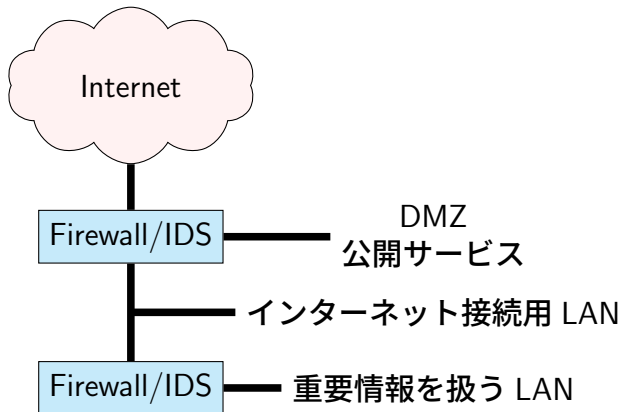 Internet
Firewall/IDS
DMZ
公開サービス
インターネット接続用 LAN
Firewall/IDS
重要情報を扱う LAN